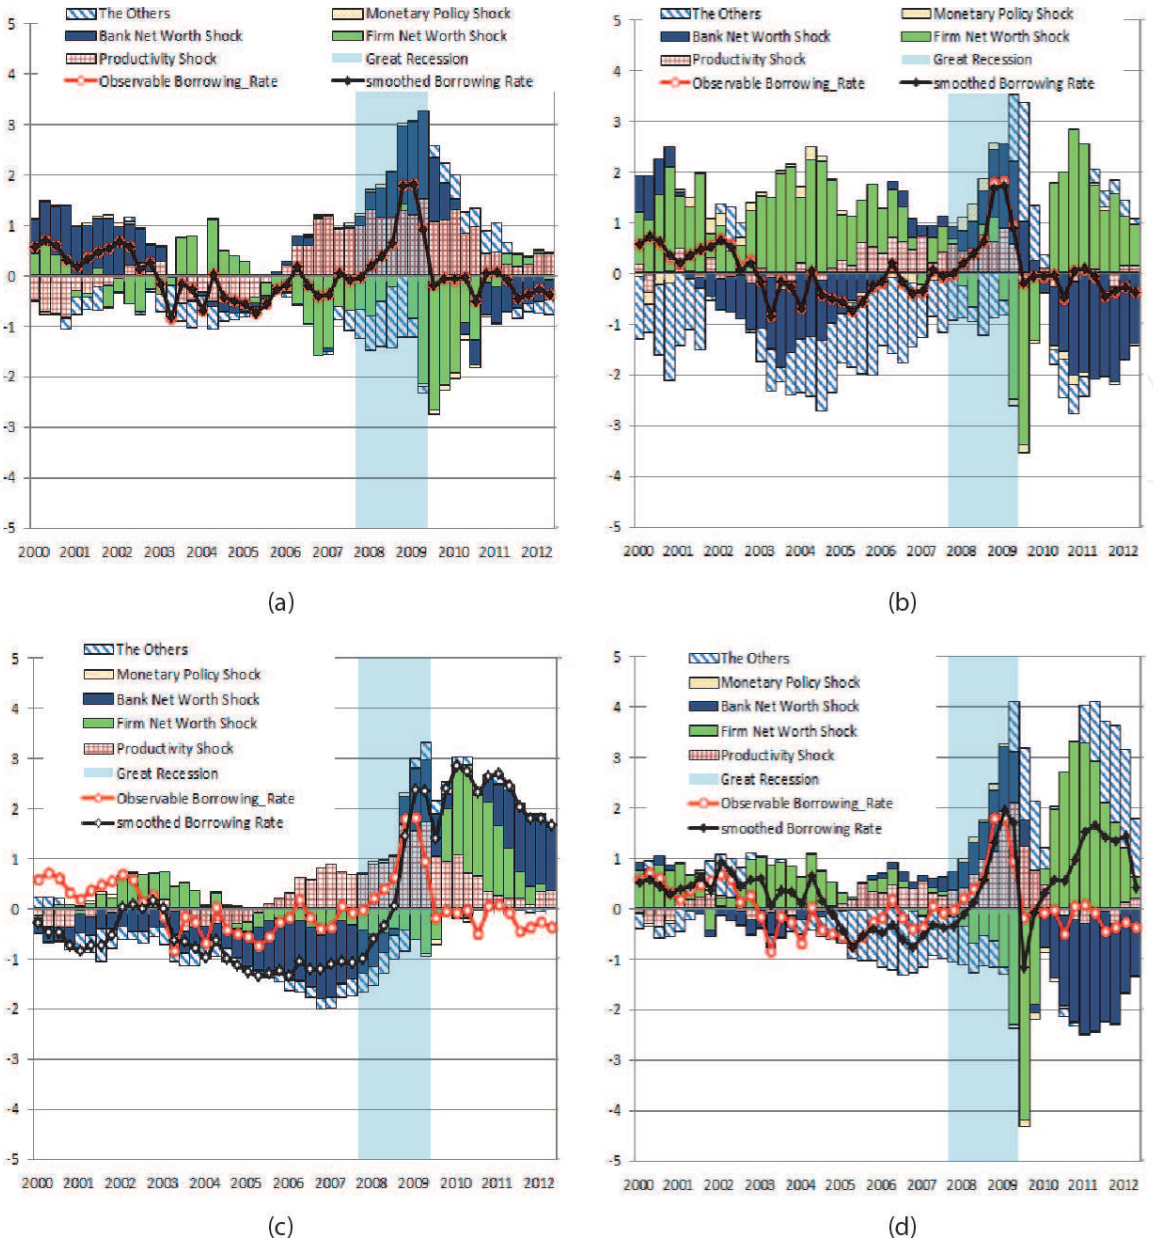 The Others
Monetary Policy Shock
Bank Net Worth Shock
Firm Net Worth Shock
Productivity Shock
Great Recession
Observable Borrowing_Rate
smoothed Borrowing Rate
5
4
3
2
1
0
-1
-2
-3
-4
-5
2000 2001 2002 2003 2004 2005 2006 2007 2008 2009 2010 2011 2012
(a)
The Others
Monetary Policy Shock
Bank Net Worth Shock
Firm Net Worth Shock
Productivity Shock
Great Recession
Observable Borrowing_Rate
smoothed Borrowing Rate
5
4
3
2
1
0
-1
-2
-3
-4
-5
2000 2001 2002 2003 2004 2005 2006 2007 2008 2009 2010 2011 2012
(b)
The Others
Monetary Policy Shock
Bank Net Worth Shock
Firm Net Worth Shock
Productivity Shock
Great Recession
Observable Borrowing_Rate
smoothed Borrowing Rate
5
4
3
2
1
0
-1
-2
-3
-4
-5
2000 2001 2002 2003 2004 2005 2006 2007 2008 2009 2010 2011 2012
(c)
The Others
Monetary Policy Shock
Bank Net Worth Shock
Firm Net Worth Shock
Productivity Shock
Great Recession
Observable Borrowing_Rate
smoothed Borrowing Rate
5
4
3
2
1
0
-1
-2
-3
-4
-5
2000 2001 2002 2003 2004 2005 2006 2007 2008 2009 2010 2011 2012
(d)